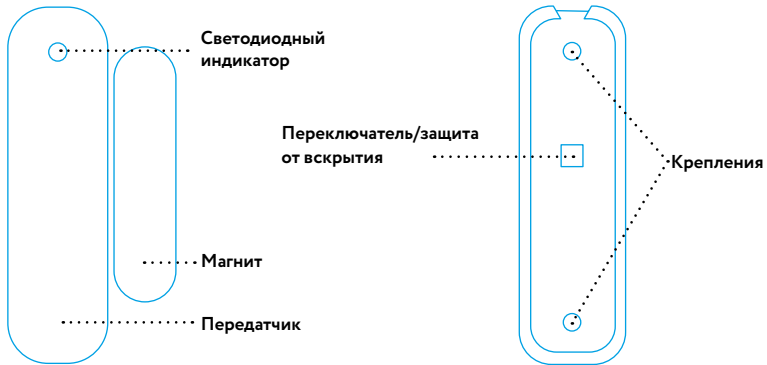 Светодиодный
индикатор
Переключатель/защита
от вскрытия
Крепления
Магнит
Передатчик